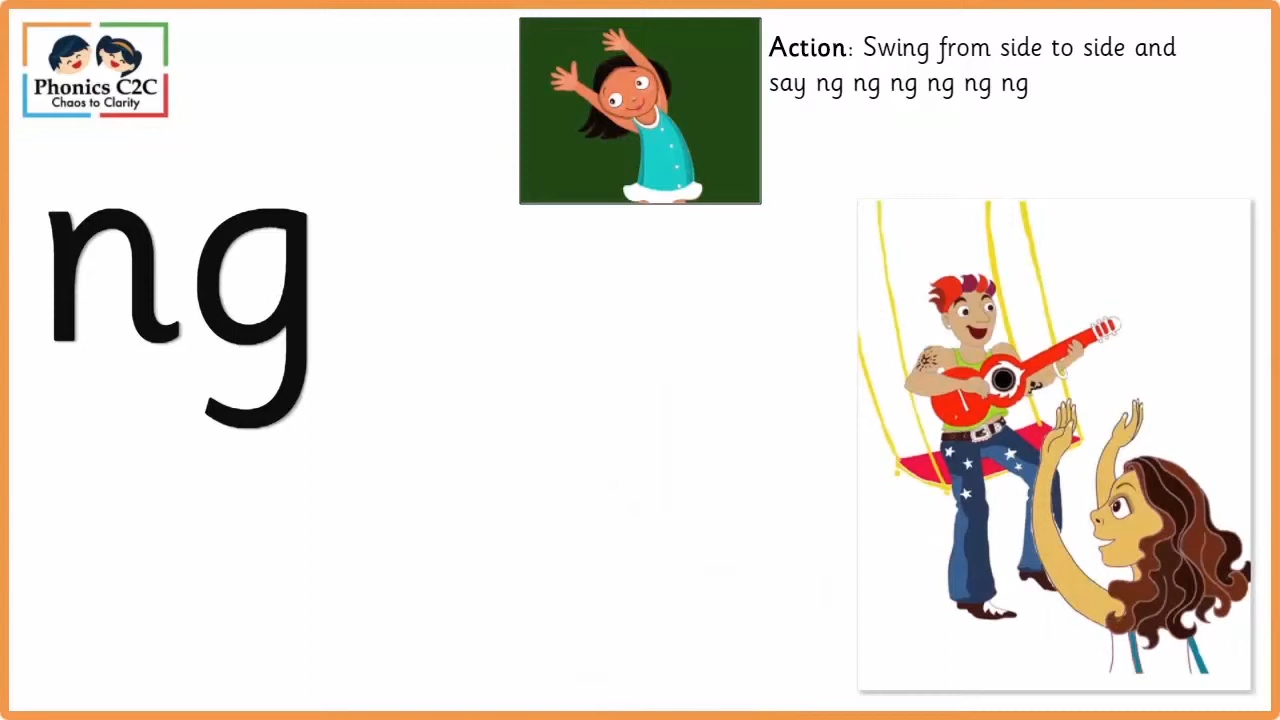 Phonics C2C
Chaos to Clarity
Action: Swing from side to side and
say ng ng ng ng ng ng
ng